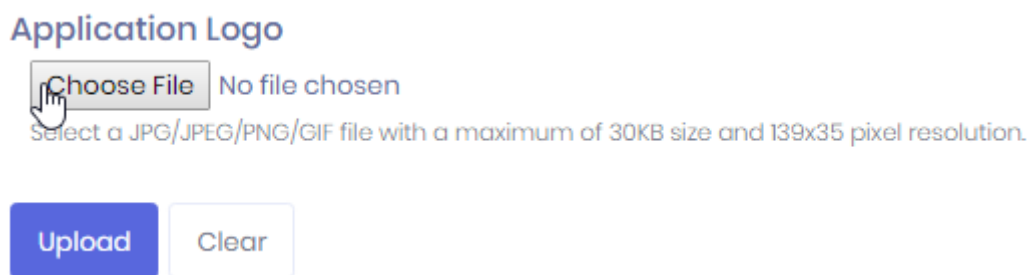 Application Logo
Choose File No file chosen
Select a JPG/JPEG/PNG/GIF file with a maximum of 30KB size and 139x35 pixel resolution.
Upload Clear